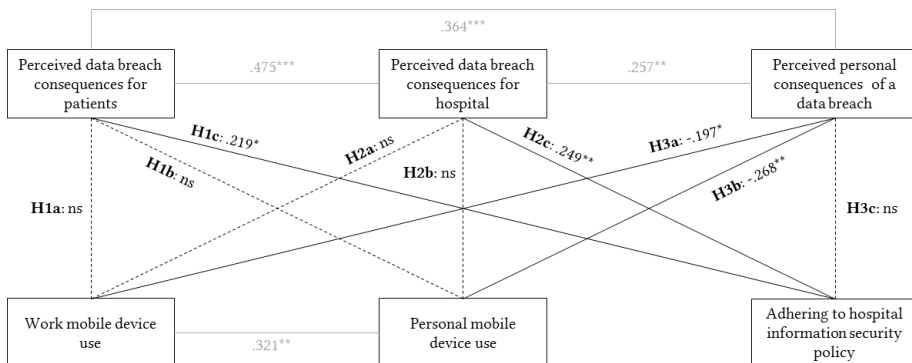 .364***
Perceived data breach
consequences for
patients
.475***
Perceived data breach
consequences for
hospital
.257**
Perceived personal
consequences of a
data breach
H1c: .219*
H1b: ns
H2a: ns
H2b: ns
H2c: .249**
H3a: -.197*
H3b: -.268**
H1a: ns
H3c: ns
Work mobile device
use
.321**
Personal mobile
device use
Adhering to hospital
information security
policy